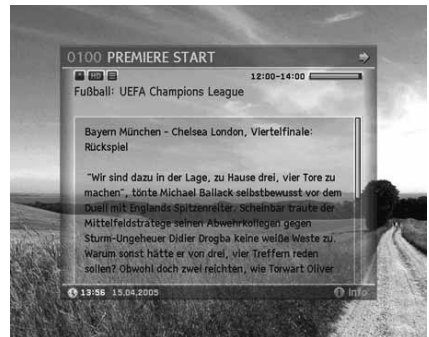 0100 PREMIERE START
HD
12:00-14:00
Fußball: UEFA Champions League
Bayern München - Chelsea London, Viertelfinale:
Rückspiel
"Wir sind dazu in der Lage, zu Hause drei, vier Tore zu
machen", tönte Michael Ballack selbstbewusst vor dem
Duell mit Englands Spitzenreiter. Scheinbar traute der
Mittelfeldstratege seinen Abwehrkollegen gegen
Sturm-Ungeheuer Didier Drogba keine weiße Weste zu.
Warum sonst hätte er von drei, vier Treffern reden
sollen? Obwohl doch zwei reichten, wie Torwart Oliver
13:56 15.04.2005
Info